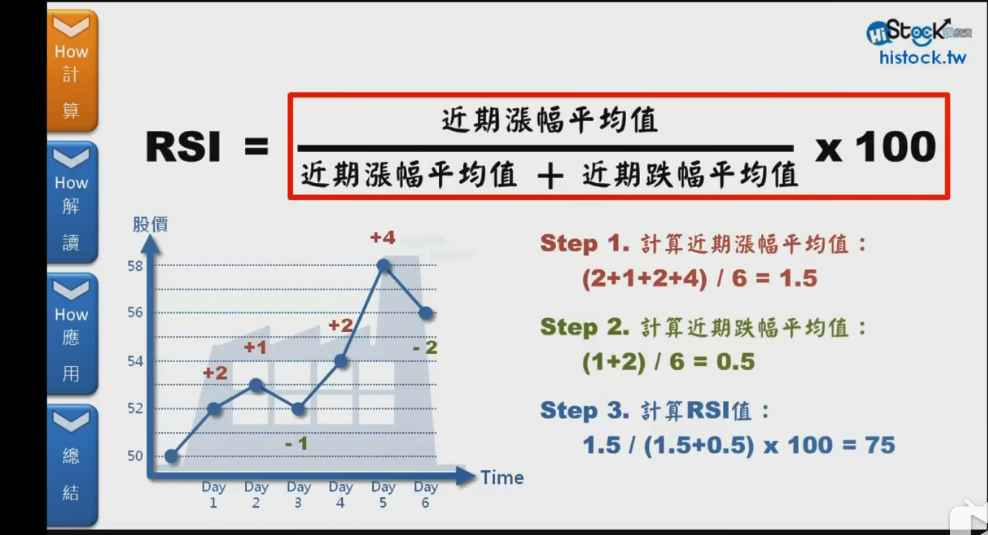 How
計
算
How
解
讀
How
應
用
總
結
HiStock
histock.tw
RSI = 近期漲幅平均值 / 近期漲幅平均值 + 近期跌幅平均值 x 100
股價
58
56
54
52
50
+2
+1
- 1
+2
+4
- 2
Day 1
Day 2
Day 3
Day 4
Day 5
Day 6
Time
Step 1. 計算近期漲幅平均值：
(2+1+2+4) / 6 = 1.5
Step 2. 計算近期跌幅平均值：
(1+2) / 6 = 0.5
Step 3. 計算RSI值：
1.5 / (1.5+0.5) x 100 = 75